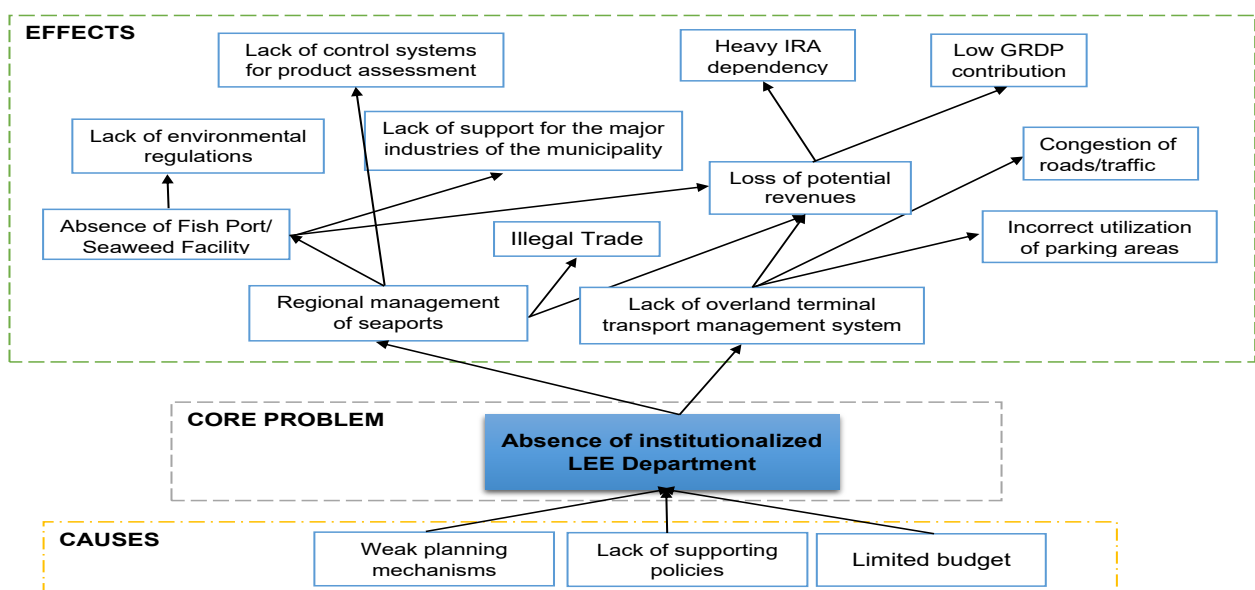 EFFECTS
Lack of control systems
for product assessment
Heavy IRA
dependency
Low GRDP
contribution
Lack of environmental
regulations
Lack of support for the major
industries of the municipality
Congestion of
roads/traffic
Loss of potential
revenues
Absence of Fish Port/
Seaweed Facility
Illegal Trade
Incorrect utilization
of parking areas
Regional management
of seaports
Lack of overland terminal
transport management system
CORE PROBLEM
Absence of institutionalized
LEE Department
CAUSES
Weak planning
mechanisms
Lack of supporting
policies
Limited budget